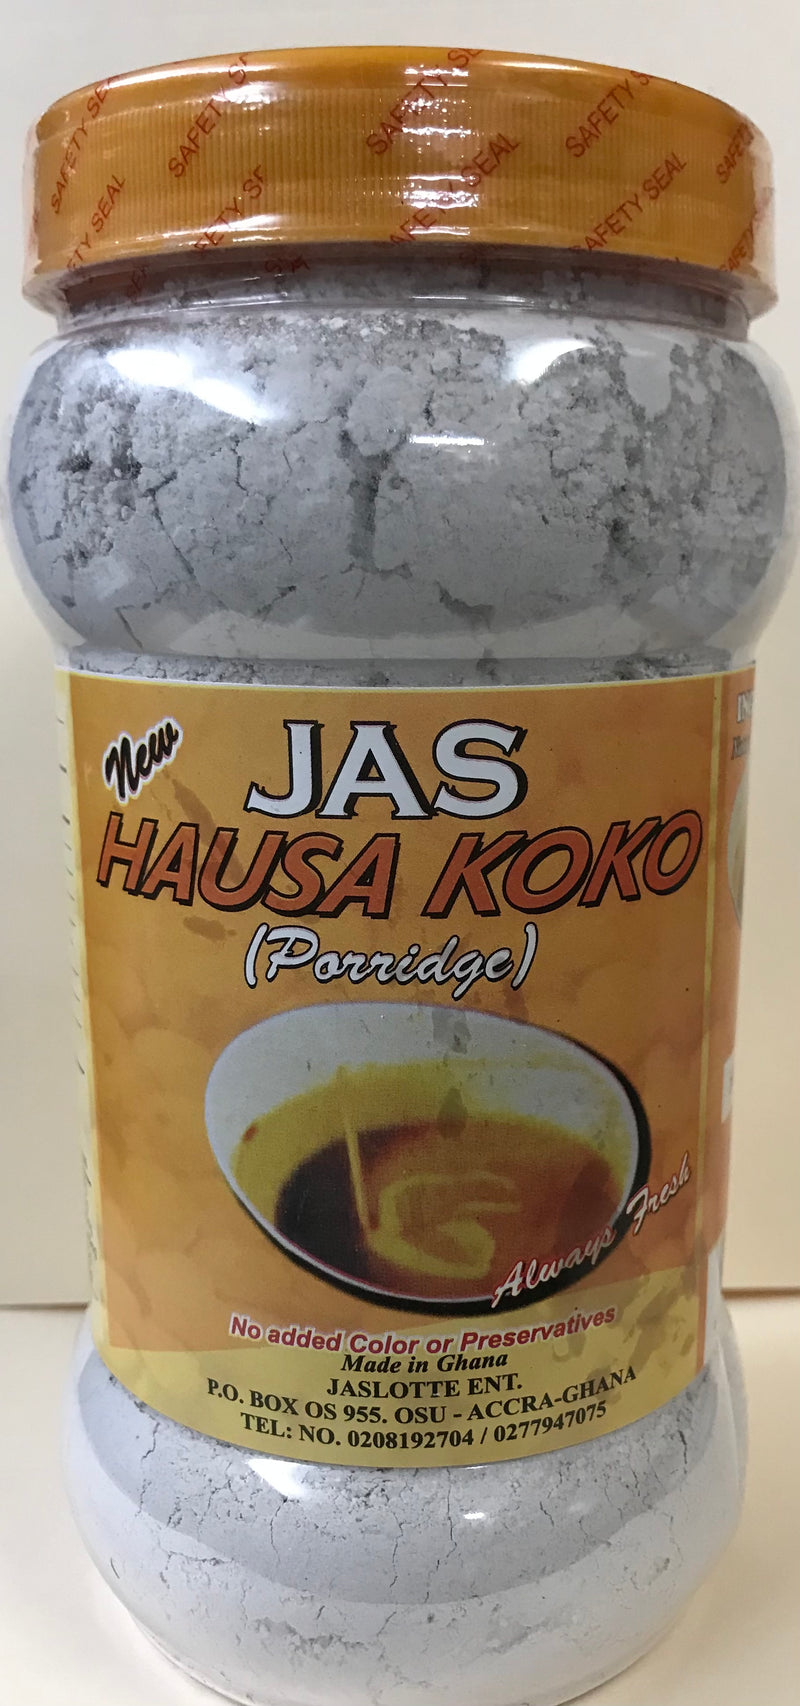 SAFETY SEAL
SAFETY SEAL
SAFETY SEAL
New
JAS
HAUSA KOKO
(Porridge)
Always Fresh
No added Color or Preservatives
Made in Ghana
JASLOTTE ENT.
P.O. BOX OS 955. OSU - ACCRA-GHANA
TEL: NO. 0208192704 / 0277947075